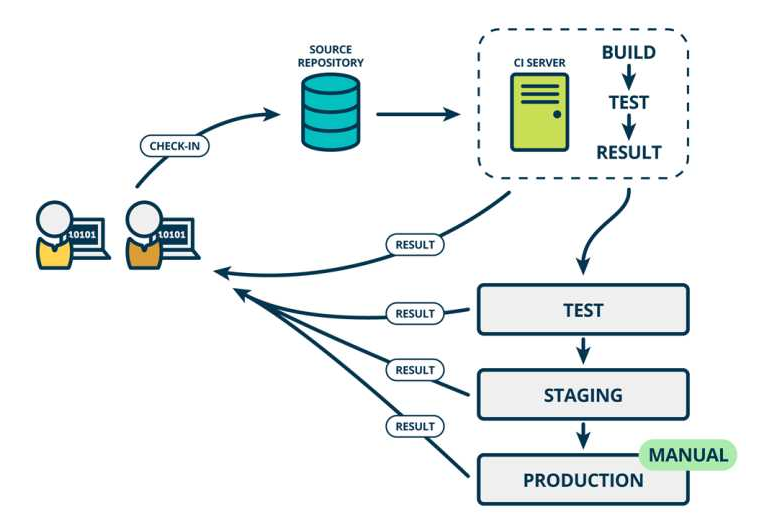 SOURCE
REPOSITORY
CI SERVER
BUILD
TEST
RESULT
CHECK-IN
10101
10101
RESULT
RESULT
TEST
RESULT
STAGING
RESULT
MANUAL
PRODUCTION